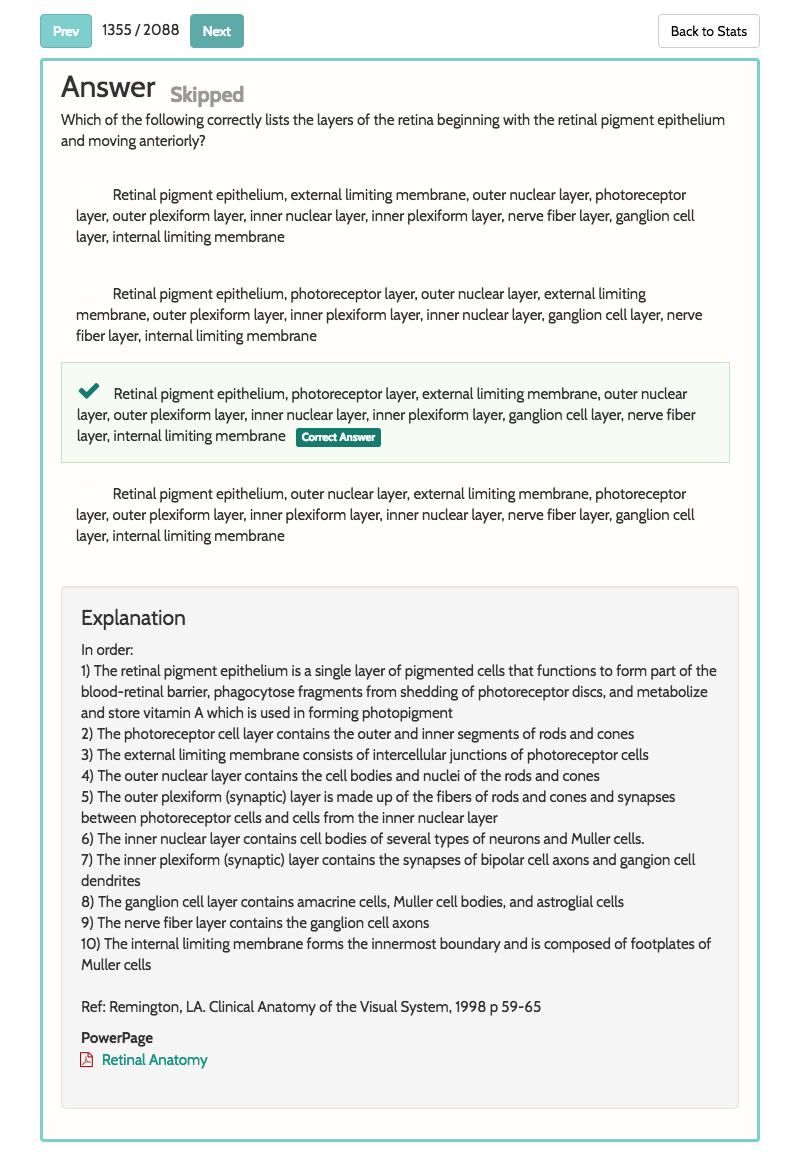 Prev 1355 / 2088 Next Back to Stats
Answer Skipped
Which of the following correctly lists the layers of the retina beginning with the retinal pigment epithelium
and moving anteriorly?
Retinal pigment epithelium, external limiting membrane, outer nuclear layer, photoreceptor
layer, outer plexiform layer, inner nuclear layer, inner plexiform layer, nerve fiber layer, ganglion cell
layer, internal limiting membrane
Retinal pigment epithelium, photoreceptor layer, outer nuclear layer, external limiting
membrane, outer plexiform layer, inner plexiform layer, inner nuclear layer, ganglion cell layer, nerve
fiber layer, internal limiting membrane
Retinal pigment epithelium, photoreceptor layer, external limiting membrane, outer nuclear
layer, outer plexiform layer, inner nuclear layer, inner plexiform layer, ganglion cell layer, nerve fiber
layer, internal limiting membrane Correct Answer
Retinal pigment epithelium, outer nuclear layer, external limiting membrane, photoreceptor
layer, outer plexiform layer, inner plexiform layer, inner nuclear layer, nerve fiber layer, ganglion cell
layer, internal limiting membrane
Explanation
In order:
1) The retinal pigment epithelium is a single layer of pigmented cells that functions to form part of the
blood-retinal barrier, phagocytose fragments from shedding of photoreceptor discs, and metabolize
and store vitamin A which is used in forming photopigment
2) The photoreceptor cell layer contains the outer and inner segments of rods and cones
3) The external limiting membrane consists of intercellular junctions of photoreceptor cells
4) The outer nuclear layer contains the cell bodies and nuclei of the rods and cones
5) The outer plexiform (synaptic) layer is made up of the fibers of rods and cones and synapses
between photoreceptor cells and cells from the inner nuclear layer
6) The inner nuclear layer contains cell bodies of several types of neurons and Muller cells.
7) The inner plexiform (synaptic) layer contains the synapses of bipolar cell axons and gangion cell
dendrites
8) The ganglion cell layer contains amacrine cells, Muller cell bodies, and astroglial cells
9) The nerve fiber layer contains the ganglion cell axons
10) The internal limiting membrane forms the innermost boundary and is composed of footplates of
Muller cells
Ref: Remington, LA. Clinical Anatomy of the Visual System, 1998 p 59-65
PowerPage
Retinal Anatomy